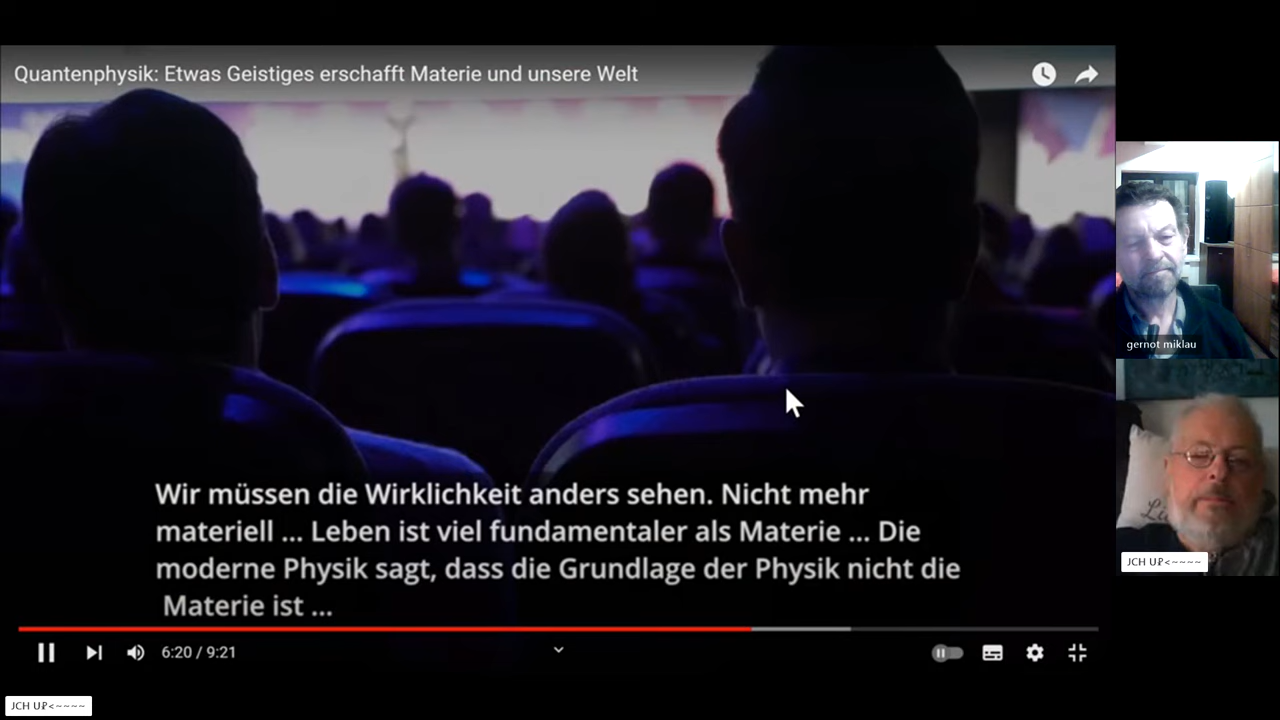 Quantenphysik: Etwas Geistiges erschafft Materie und unsere Welt
Wir müssen die Wirklichkeit anders sehen. Nicht mehr
materiell ... Leben ist viel fundamentaler als Materie ... Die
moderne Physik sagt, dass die Grundlage der Physik nicht die
Materie ist ...
6:20 / 9:21
gernot miklau
JCH U₽<~~~~
JCH U₽<~~~~